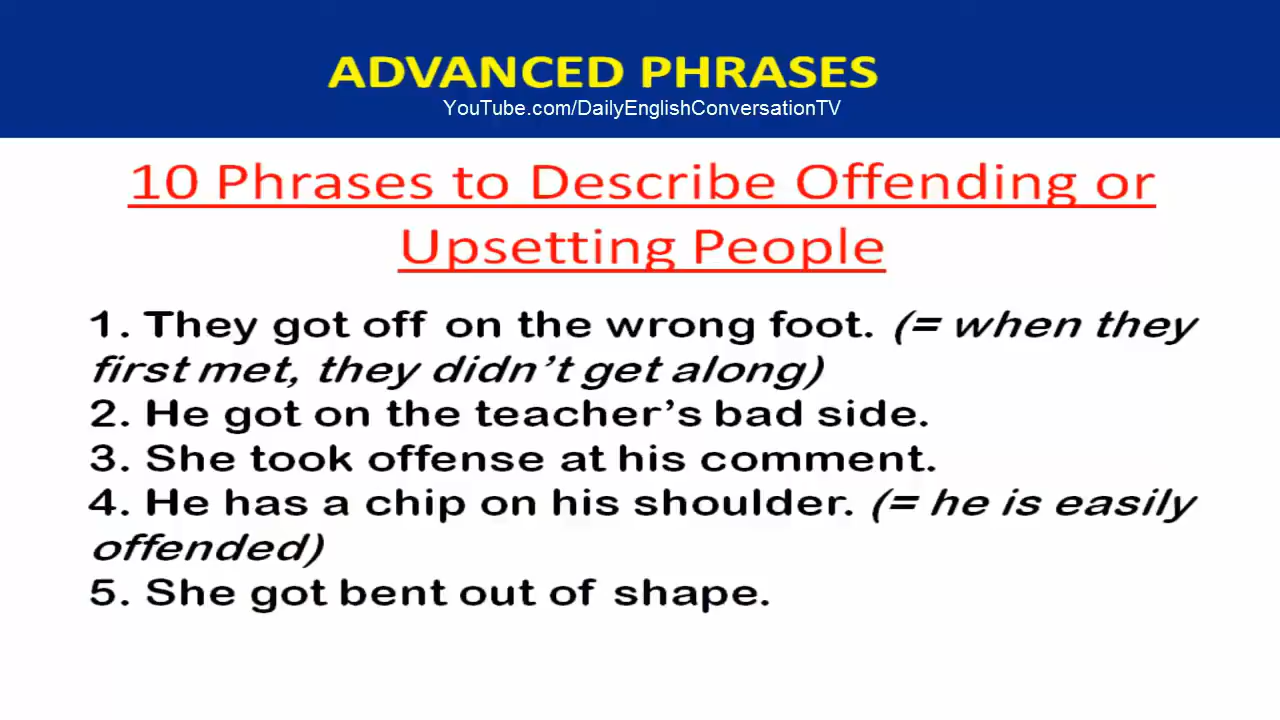 ADVANCED PHRASES
YouTube.com/DailyEnglishConversationTV
10 Phrases to Describe Offending or
Upsetting People
1. They got off on the wrong foot. (= when they
first met, they didn’t get along)
2. He got on the teacher’s bad side.
3. She took offense at his comment.
4. He has a chip on his shoulder. (= he is easily
offended)
5. She got bent out of shape.